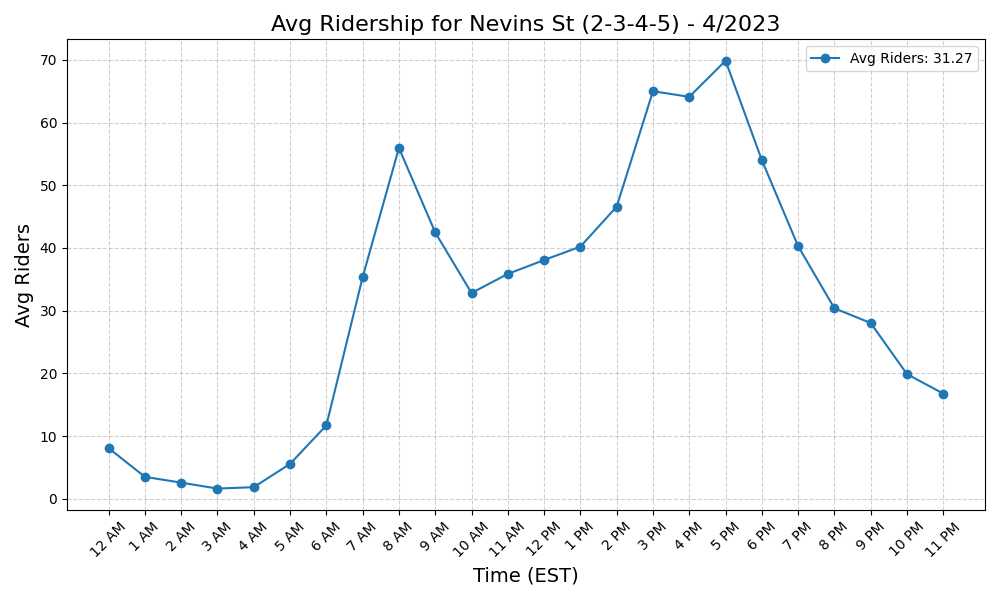 Avg Ridership for Nevins St (2-3-4-5) - 4/2023
Avg Riders: 31.27
Avg Riders
70
60
50
40
30
20
10
0
12 AM
1 AM
2 AM
3 AM
4 AM
5 AM
6 AM
7 AM
8 AM
9 AM
10 AM
11 AM
12 PM
1 PM
2 PM
3 PM
4 PM
5 PM
6 PM
7 PM
8 PM
9 PM
10 PM
11 PM
Time (EST)